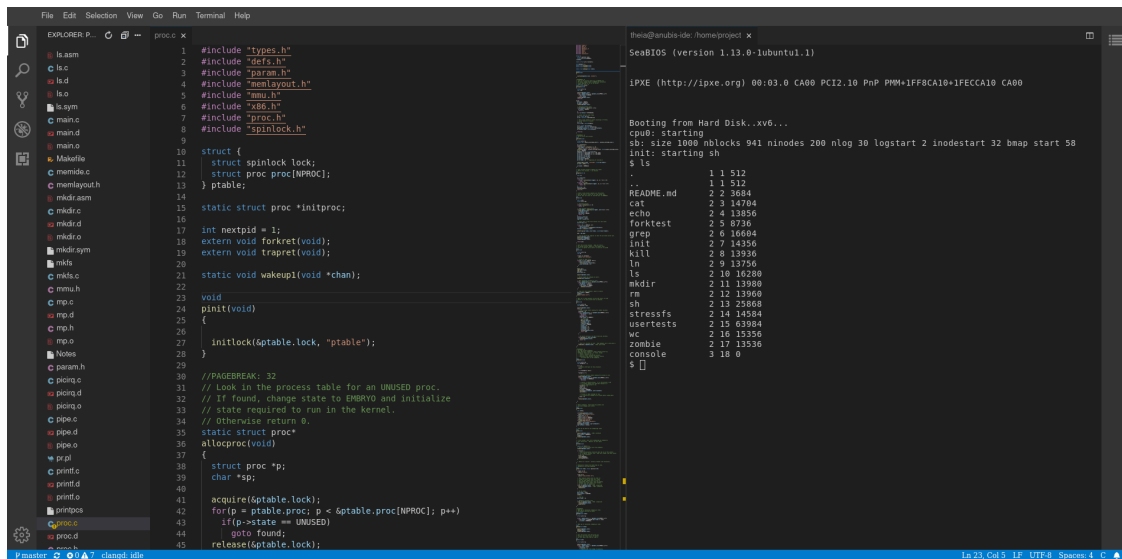 File Edit Selection View Go Run Terminal Help
EXPLORER: P...
ls.asm
ls.c
ls.d
ls.o
ls.sym
main.c
main.d
main.o
Makefile
memide.c
memlayout.h
mkdir.asm
mkdir.c
mkdir.d
mkdir.o
mkdir.sym
mkfs
mkfs.c
mmu.h
mp.c
mp.d
mp.h
mp.o
Notes
param.h
picirq.c
picirq.d
picirq.o
pipe.c
pipe.d
pipe.o
pr.pl
printf.c
printf.d
printf.o
printpcs
proc.c
proc.d
proc.h
proc.c ×
1 #include "types.h"
2 #include "defs.h"
3 #include "param.h"
4 #include "memlayout.h"
5 #include "mmu.h"
6 #include "x86.h"
7 #include "proc.h"
8 #include "spinlock.h"
9
10 struct {
11 struct spinlock lock;
12 struct proc proc[NPROC];
13 } ptable;
14
15 static struct proc *initproc;
16
17 int nextpid = 1;
18 extern void forkret(void);
19 extern void trapret(void);
20
21 static void wakeup1(void *chan);
22
23 void
24 pinit(void)
25 {
26
27 initlock(&ptable.lock, "ptable");
28 }
29
30 //PAGEBREAK: 32
31 // Look in the process table for an UNUSED proc.
32 // If found, change state to EMBRYO and initialize
33 // state required to run in the kernel.
34 // Otherwise return 0.
35 static struct proc*
36 allocproc(void)
37 {
38 struct proc *p;
39 char *sp;
40
41 acquire(&ptable.lock);
42 for(p = ptable.proc; p < &ptable.proc[NPROC]; p++)
43 if(p->state == UNUSED)
44 goto found;
45 release(&ptable.lock);
theia@anubis-ide: /home/project ×
SeaBIOS (version 1.13.0-1ubuntu1.1)
iPXE (http://ipxe.org) 00:03.0 CA00 PCI2.10 PnP PMM+1FF8CA10+1FECCA10 CA00
Booting from Hard Disk..xv6...
cpu0: starting
sb: size 1000 nblocks 941 ninodes 200 nlog 30 logstart 2 inodestart 32 bmap start 58
init: starting sh
$ ls
. 1 1 512
.. 1 1 512
README.md 2 2 3684
cat 2 3 14704
echo 2 4 13856
forktest 2 5 8736
grep 2 6 16604
init 2 7 14356
kill 2 8 13936
ln 2 9 13756
ls 2 10 16280
mkdir 2 11 13980
rm 2 12 13960
sh 2 13 25868
stressfs 2 14 14584
usertests 2 15 63984
wc 2 16 15356
zombie 2 17 13536
console 3 18 0
$
master 0 7 clangd: idle
Ln 23, Col 5 LF UTF-8 Spaces: 4 C